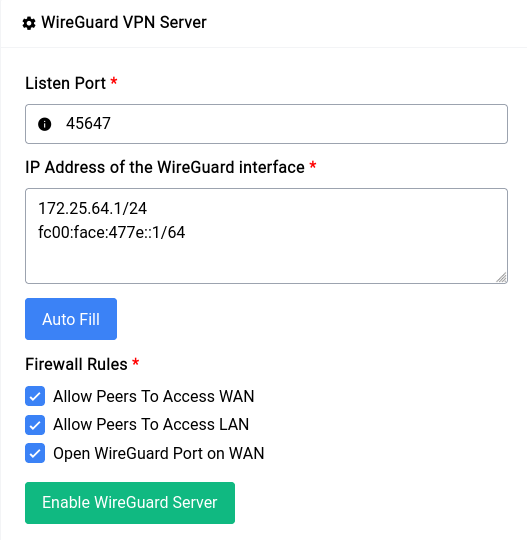 WireGuard VPN Server
Listen Port *
45647
IP Address of the WireGuard interface *
172.25.64.1/24
fc00:face:477e::1/64
Auto Fill
Firewall Rules *
Allow Peers To Access WAN
Allow Peers To Access LAN
Open WireGuard Port on WAN
Enable WireGuard Server